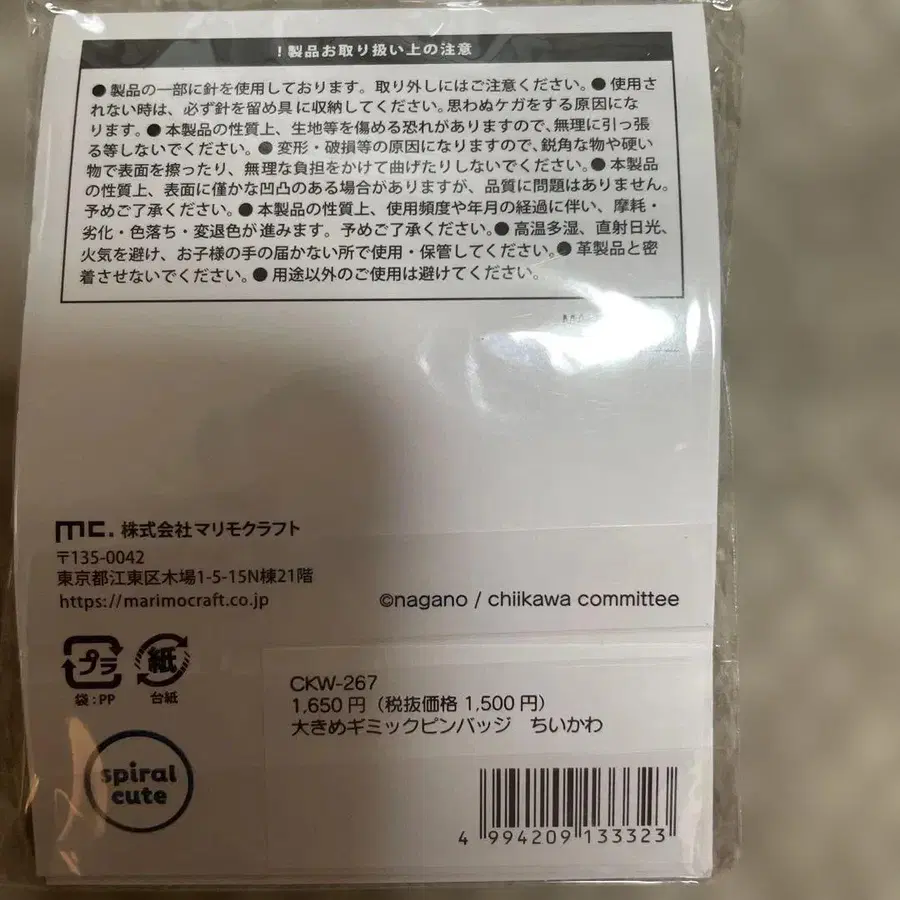 ！製品お取り扱い上の注意
●製品の一部に針を使用しております。取り外しにはご注意ください。●使用さ
れない時は、必ず針を留め具に収納してください。思わぬケガをする原因にな
ります。●本製品の性質上、生地等を傷める恐れがありますので、無理に引っ張
る等しないでください。●変形・破損等の原因になりますので、鋭角な物や硬い
物で表面を擦ったり、無理な負担をかけて曲げたりしないでください。●本製品
の性質上、表面に僅かな凹凸のある場合がありますが、品質に問題はありません。
予めご了承ください。●本製品の性質上、使用頻度や年月の経過に伴い、摩耗・
劣化・色落ち・変退色が進みます。予めご了承ください。●高温多湿、直射日光、
火気を避け、お子様の手の届かない所で使用・保管してください。●革製品と密
着させないでください。●用途以外のご使用は避けてください。
mc. 株式会社マリモクラフト
〒135-0042
東京都江東区木場1-5-15N棟21階
https://marimocraft.co.jp
©nagano / chiikawa committee
プラ
袋：PP
紙
台紙
CKW-267
1,650円（税抜価格 1,500円）
大きめギミックピンバッジ　ちいかわ
spiral
cute
4 994209 133323